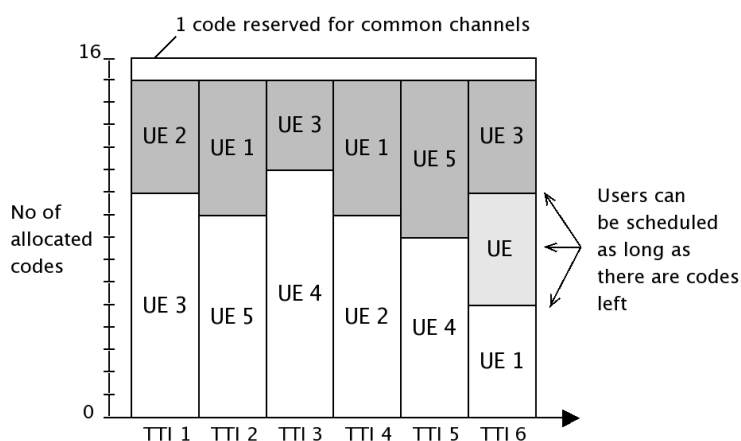 1 code reserved for common channels
16
UE 2
UE 1
UE 3
UE 1
UE 5
UE 3
No of
allocated
codes
UE 3
UE 5
UE 4
UE 2
UE 4
UE
UE 1
Users can
be scheduled
as long as
there are codes
left
0
TTI 1
TTI 2
TTI 3
TTI 4
TTI 5
TTI 6